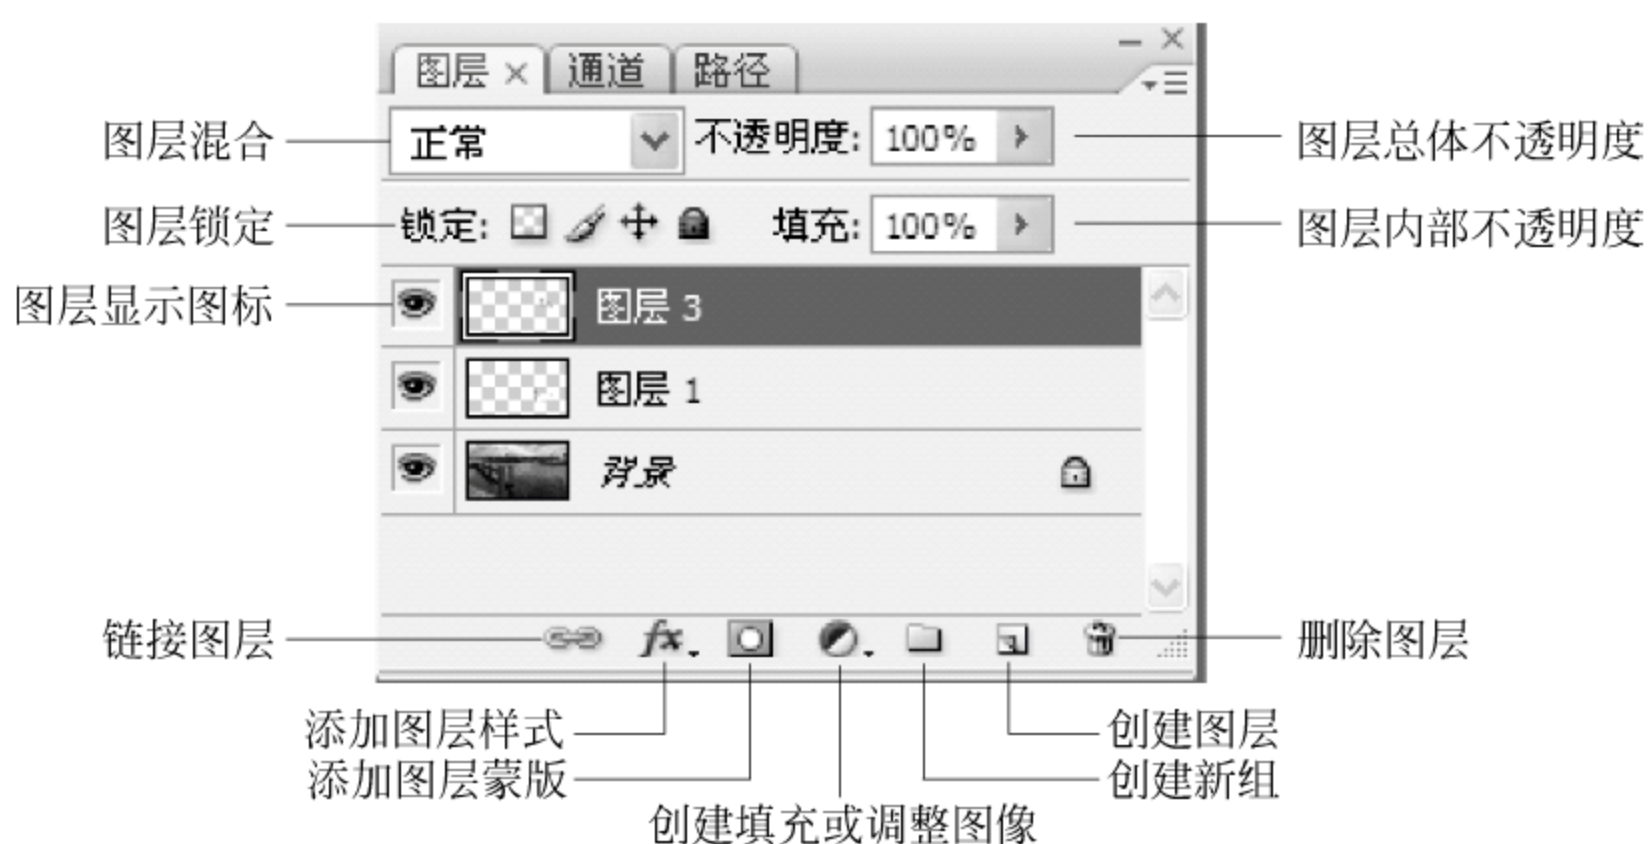 图层 × 通道 路径
图层混合 正常 不透明度: 100% 图层总体不透明度
图层锁定 锁定: 填充: 100% 图层内部不透明度
图层显示图标 图层 3
图层 1
背景
链接图层 fx. 删除图层
添加图层样式 创建图层
添加图层蒙版 创建新组
创建填充或调整图像